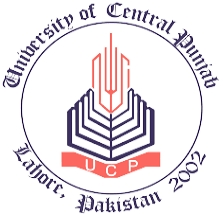 University of Central Punjab
UCP
Lahore, Pakistan 2002